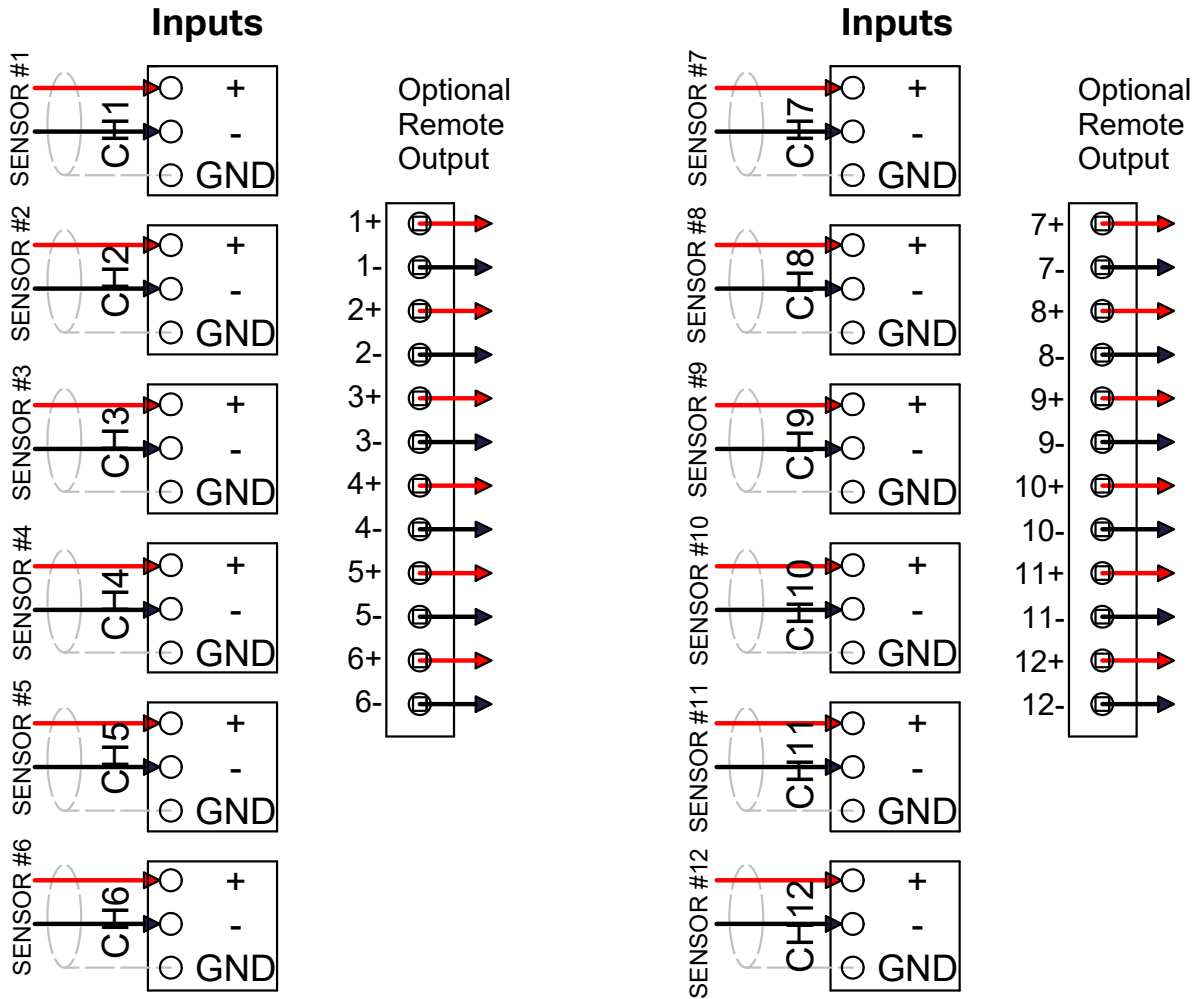 Inputs
SENSOR #1
CH1
+
-
GND
SENSOR #2
CH2
+
-
GND
SENSOR #3
CH3
+
-
GND
SENSOR #4
CH4
+
-
GND
SENSOR #5
CH5
+
-
GND
SENSOR #6
CH6
+
-
GND
Optional
Remote
Output
1+
1-
2+
2-
3+
3-
4+
4-
5+
5-
6+
6-
Inputs
SENSOR #7
CH7
+
-
GND
SENSOR #8
CH8
+
-
GND
SENSOR #9
CH9
+
-
GND
SENSOR #10
CH10
+
-
GND
SENSOR #11
CH11
+
-
GND
SENSOR #12
CH12
+
-
GND
Optional
Remote
Output
7+
7-
8+
8-
9+
9-
10+
10-
11+
11-
12+
12-